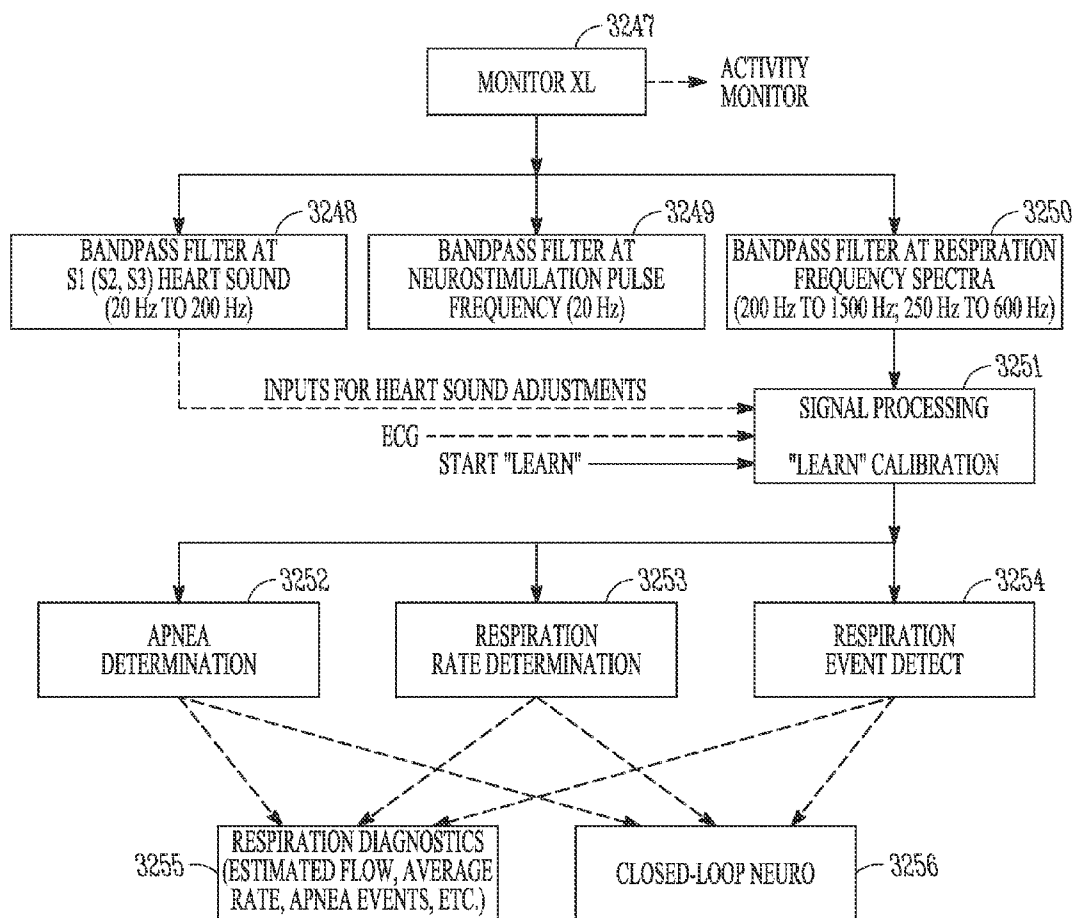 3247
MONITOR XL
ACTIVITY
MONITOR
3248
BANDPASS FILTER AT
S1 (S2, S3) HEART SOUND
(20 Hz TO 200 Hz)
3249
BANDPASS FILTER AT
NEUROSTIMULATION PULSE
FREQUENCY (20 Hz)
3250
BANDPASS FILTER AT RESPIRATION
FREQUENCY SPECTRA
(200 Hz TO 1500 Hz; 250 Hz TO 600 Hz)
INPUTS FOR HEART SOUND ADJUSTMENTS
ECG
START "LEARN"
3251
SIGNAL PROCESSING
"LEARN" CALIBRATION
3252
APNEA
DETERMINATION
3253
RESPIRATION
RATE DETERMINATION
3254
RESPIRATION
EVENT DETECT
3255
RESPIRATION DIAGNOSTICS
(ESTIMATED FLOW, AVERAGE
RATE, APNEA EVENTS, ETC.)
CLOSED-LOOP NEURO
3256